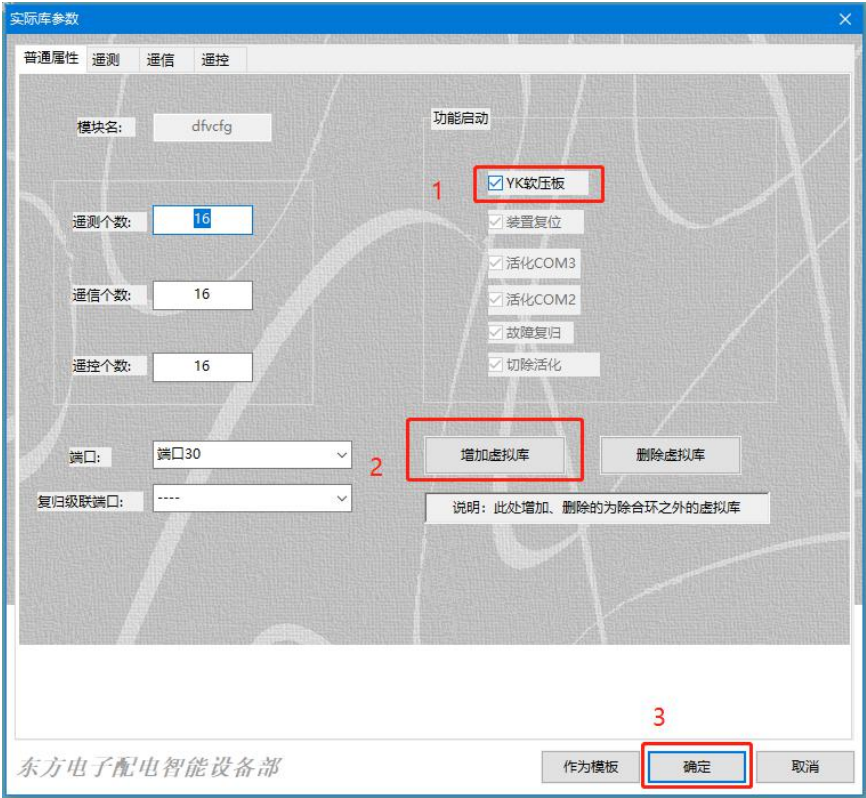 实际库参数
普通属性 遥测 遥信 遥控
模块名: dfvcfg
功能启动
1
YK软压板
遥测个数: 16
装置复位
活化COM3
遥信个数: 16
活化COM2
故障复归
遥控个数: 16
切除活化
端口: 端口30
2
增加虚拟库 删除虚拟库
复归级联端口: ----
说明：此处增加、删除的为除合环之外的虚拟库
3
东方电子配电智能设备部
作为模板 确定 取消